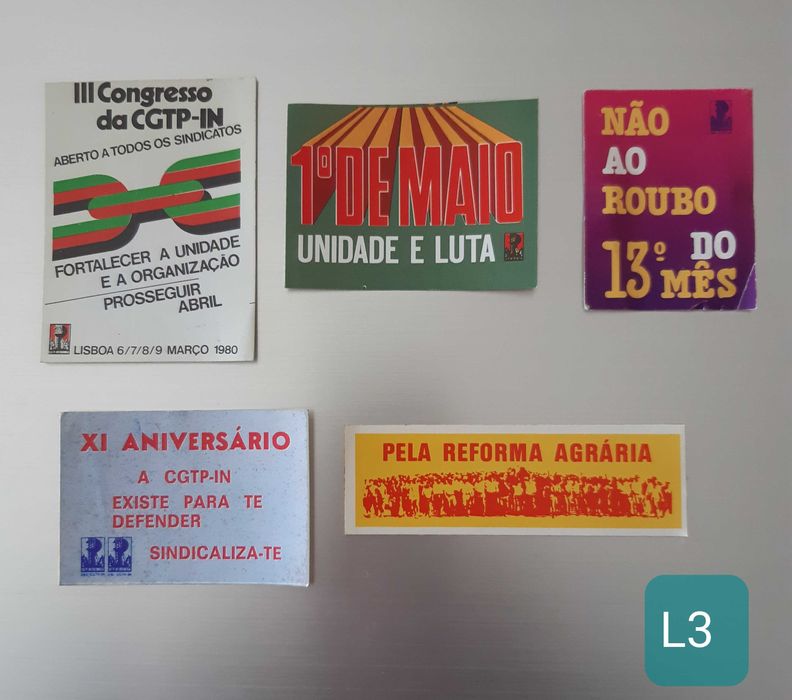 III Congresso
da CGTP-IN
ABERTO A TODOS OS SINDICATOS
FORTALECER A UNIDADE
E A ORGANIZAÇÃO
PROSSEGUIR
ABRIL
LISBOA 6/7/8/9 MARÇO 1980
1º DE MAIO
UNIDADE E LUTA
NÃO
AO
ROUBO
DO
13º MÊS
XI ANIVERSÁRIO
A CGTP-IN
EXISTE PARA TE
DEFENDER
SINDICALIZA-TE
PELA REFORMA AGRÁRIA
L3